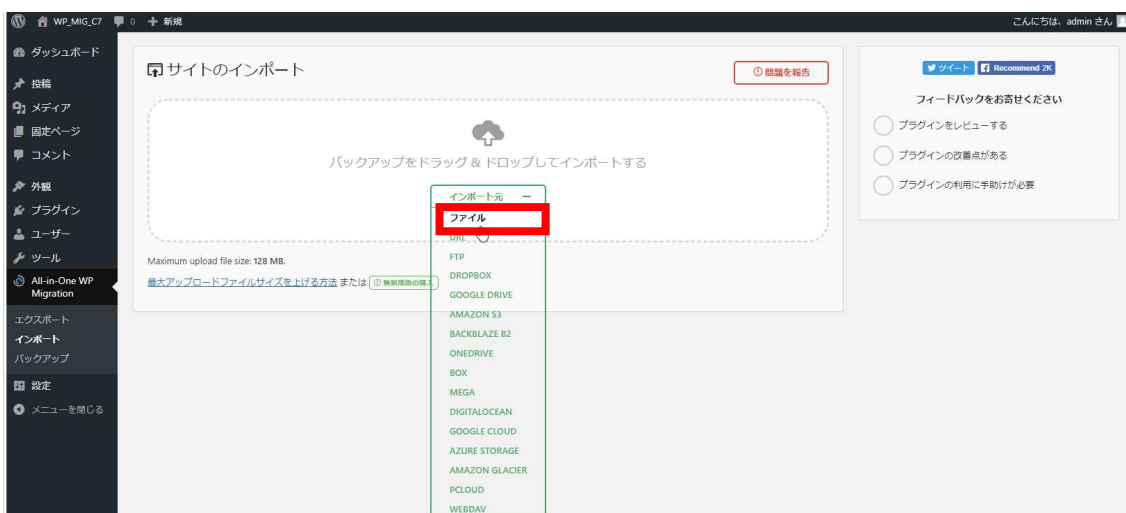 WP_MIG_C7 0 + 新規 こんにちは、admin さん
ダッシュボード
投稿
メディア
固定ページ
コメント
外観
プラグイン
ユーザー
ツール
All-in-One WP
Migration
エクスポート
インポート
バックアップ
設定
メニューを閉じる
サイトのインポート
問題を報告
バックアップをドラッグ & ドロップしてインポートする
インポート元 −
ファイル
URL
FTP
DROPBOX
GOOGLE DRIVE
AMAZON S3
BACKBLAZE B2
ONEDRIVE
BOX
MEGA
DIGITALOCEAN
GOOGLE CLOUD
AZURE STORAGE
AMAZON GLACIER
PCLOUD
WEBDAV
Maximum upload file size: 128 MB.
最大アップロードファイルサイズを上げる方法 または 無制限版の購入
ツイート Recommend 2K
フィードバックをお寄せください
プラグインをレビューする
プラグインの改善点がある
プラグインの利用に手助けが必要